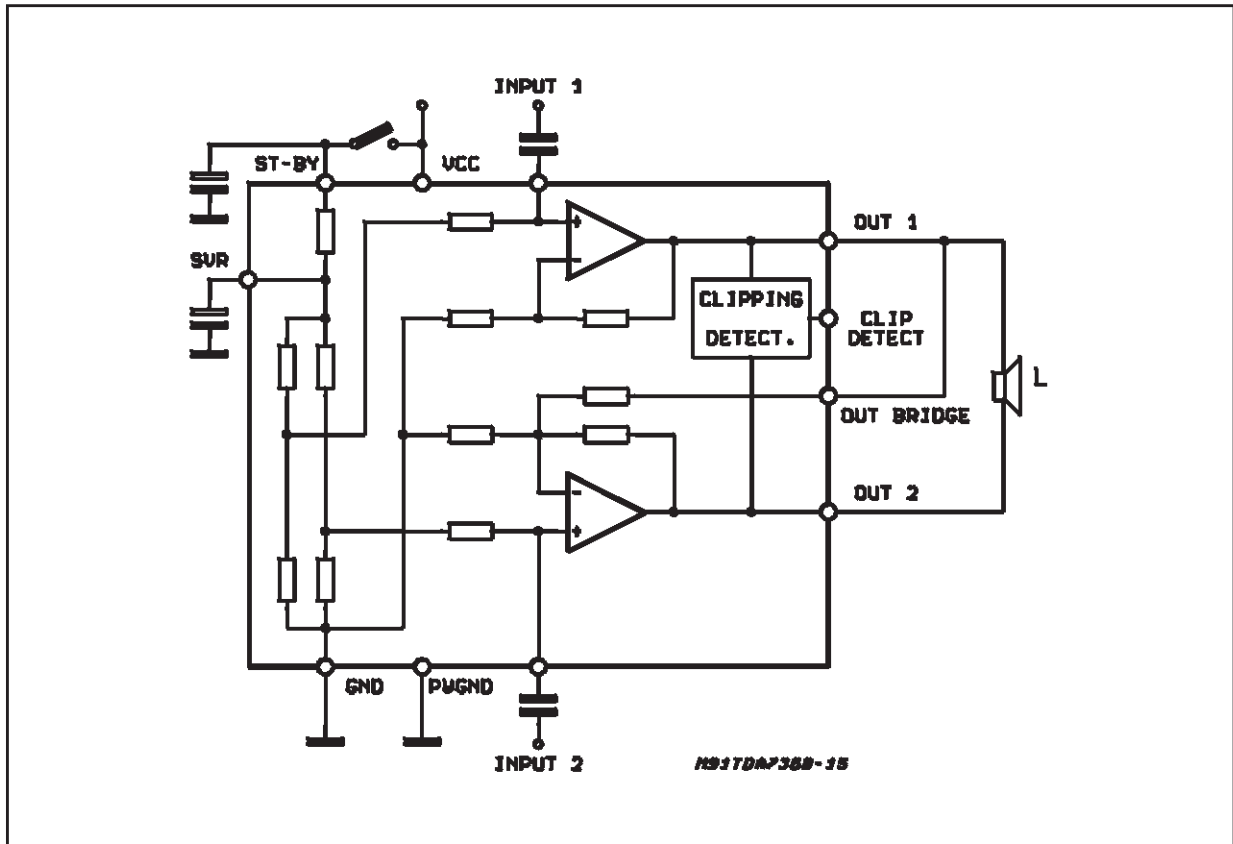 INPUT 1
ST-BY
VCC
SVR
OUT 1
+
-
CLIPPING
DETECT.
CLIP
DETECT
OUT BRIDGE
L
-
+
OUT 2
GND
PWGND
INPUT 2
M91TDA7360-15